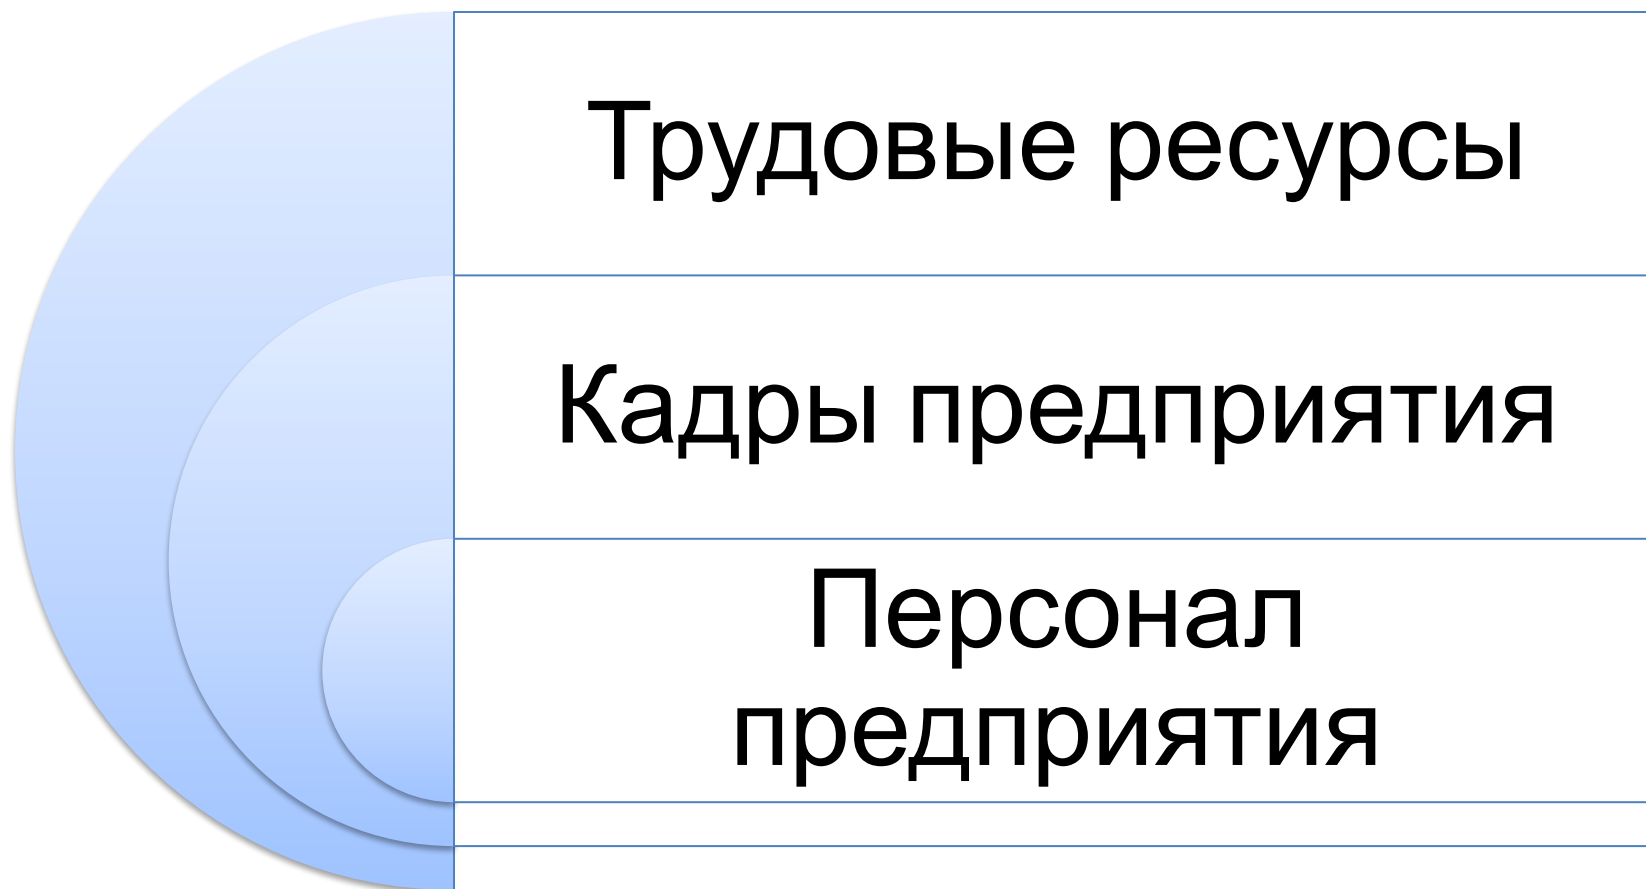 Трудовые ресурсы
Кадры предприятия
Персонал
предприятия